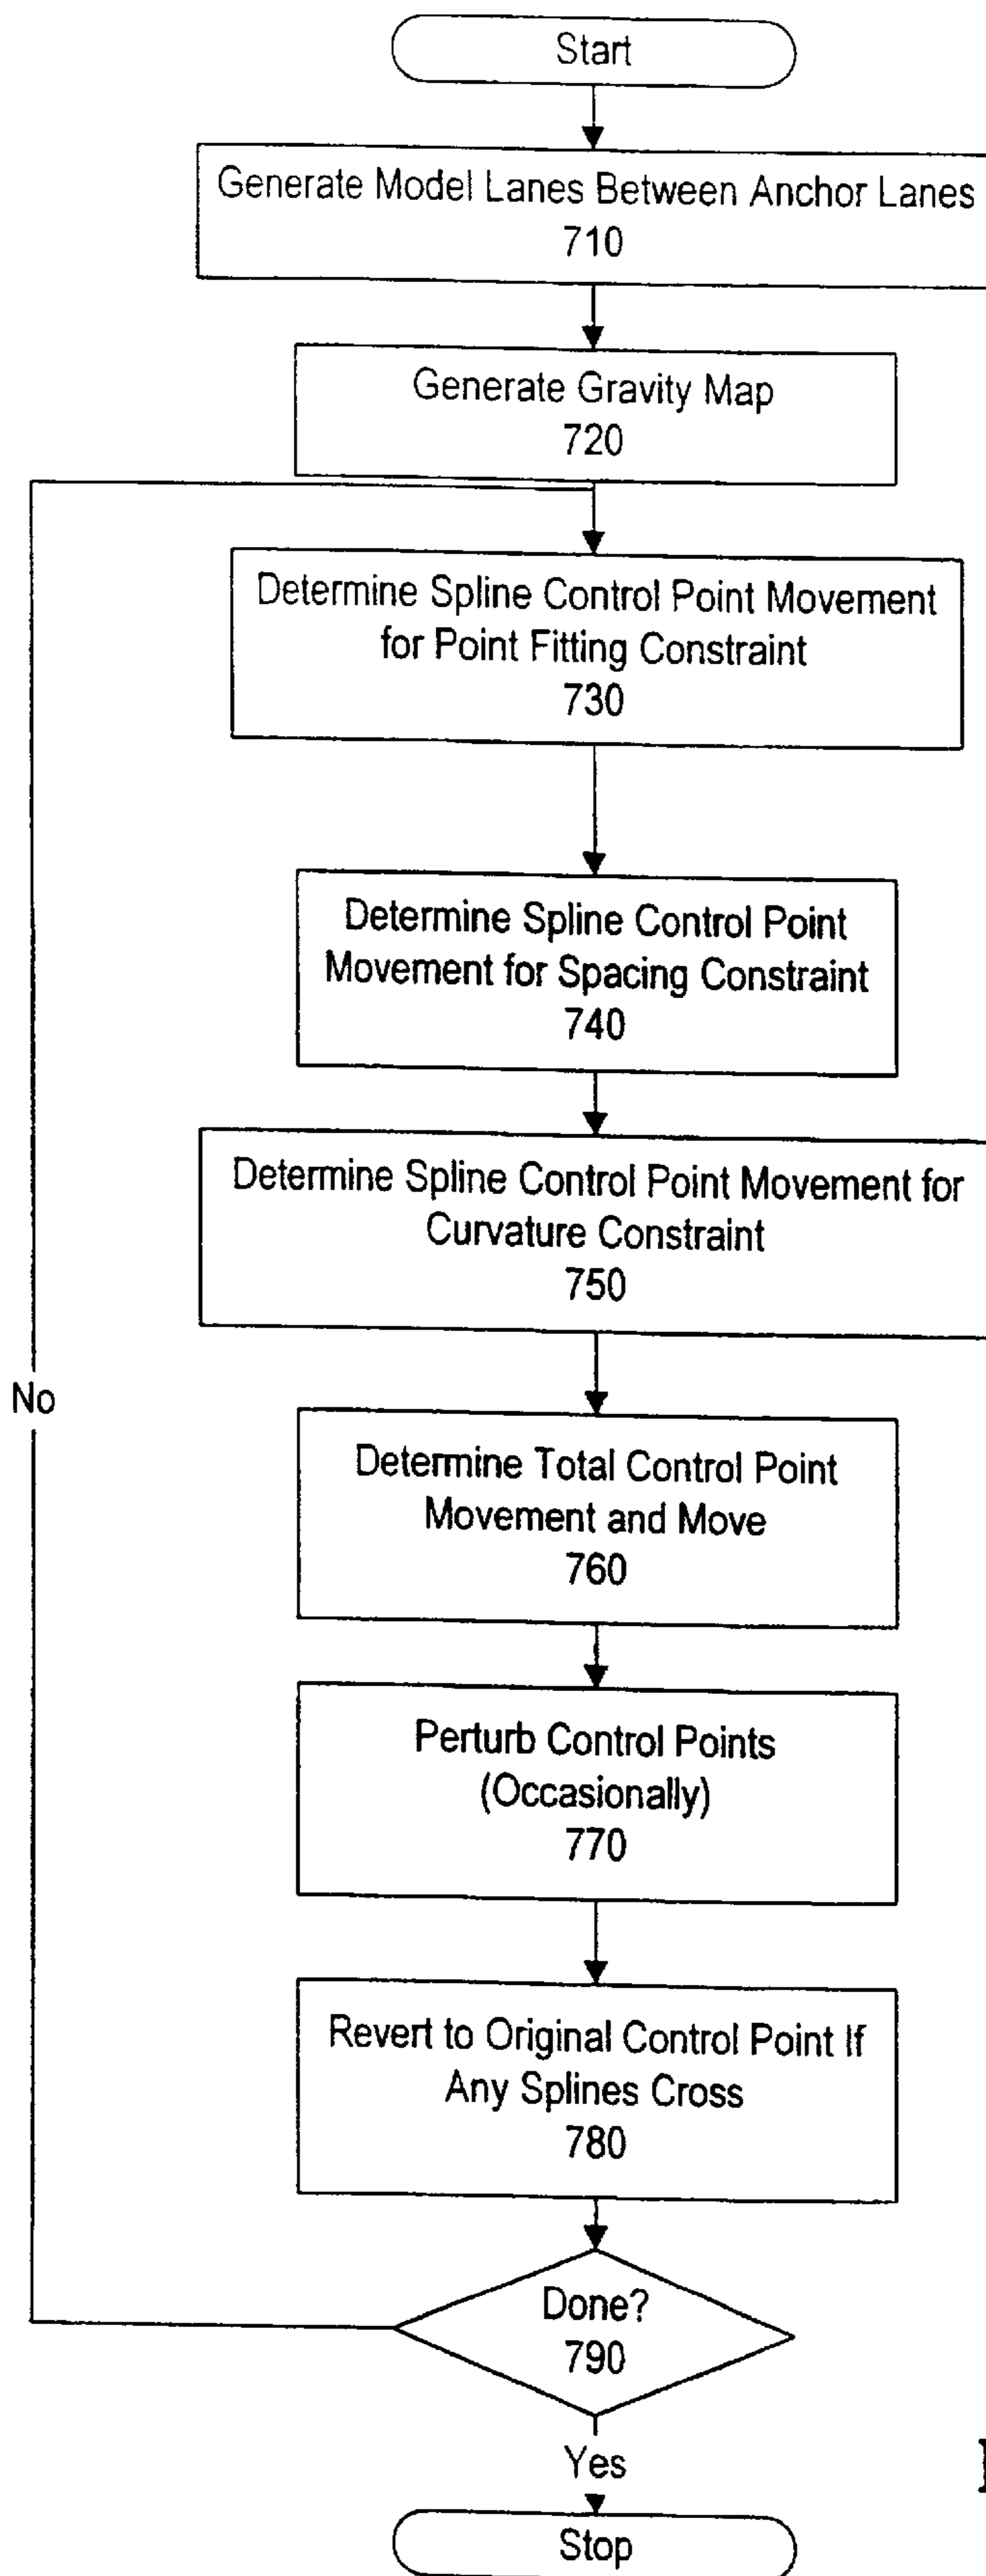 Start
Generate Model Lanes Between Anchor Lanes
710
Generate Gravity Map
720
Determine Spline Control Point Movement
for Point Fitting Constraint
730
Determine Spline Control Point
Movement for Spacing Constraint
740
Determine Spline Control Point Movement for
Curvature Constraint
750
No
Determine Total Control Point
Movement and Move
760
Perturb Control Points
(Occasionally)
770
Revert to Original Control Point If
Any Splines Cross
780
Done?
790
Yes
Stop